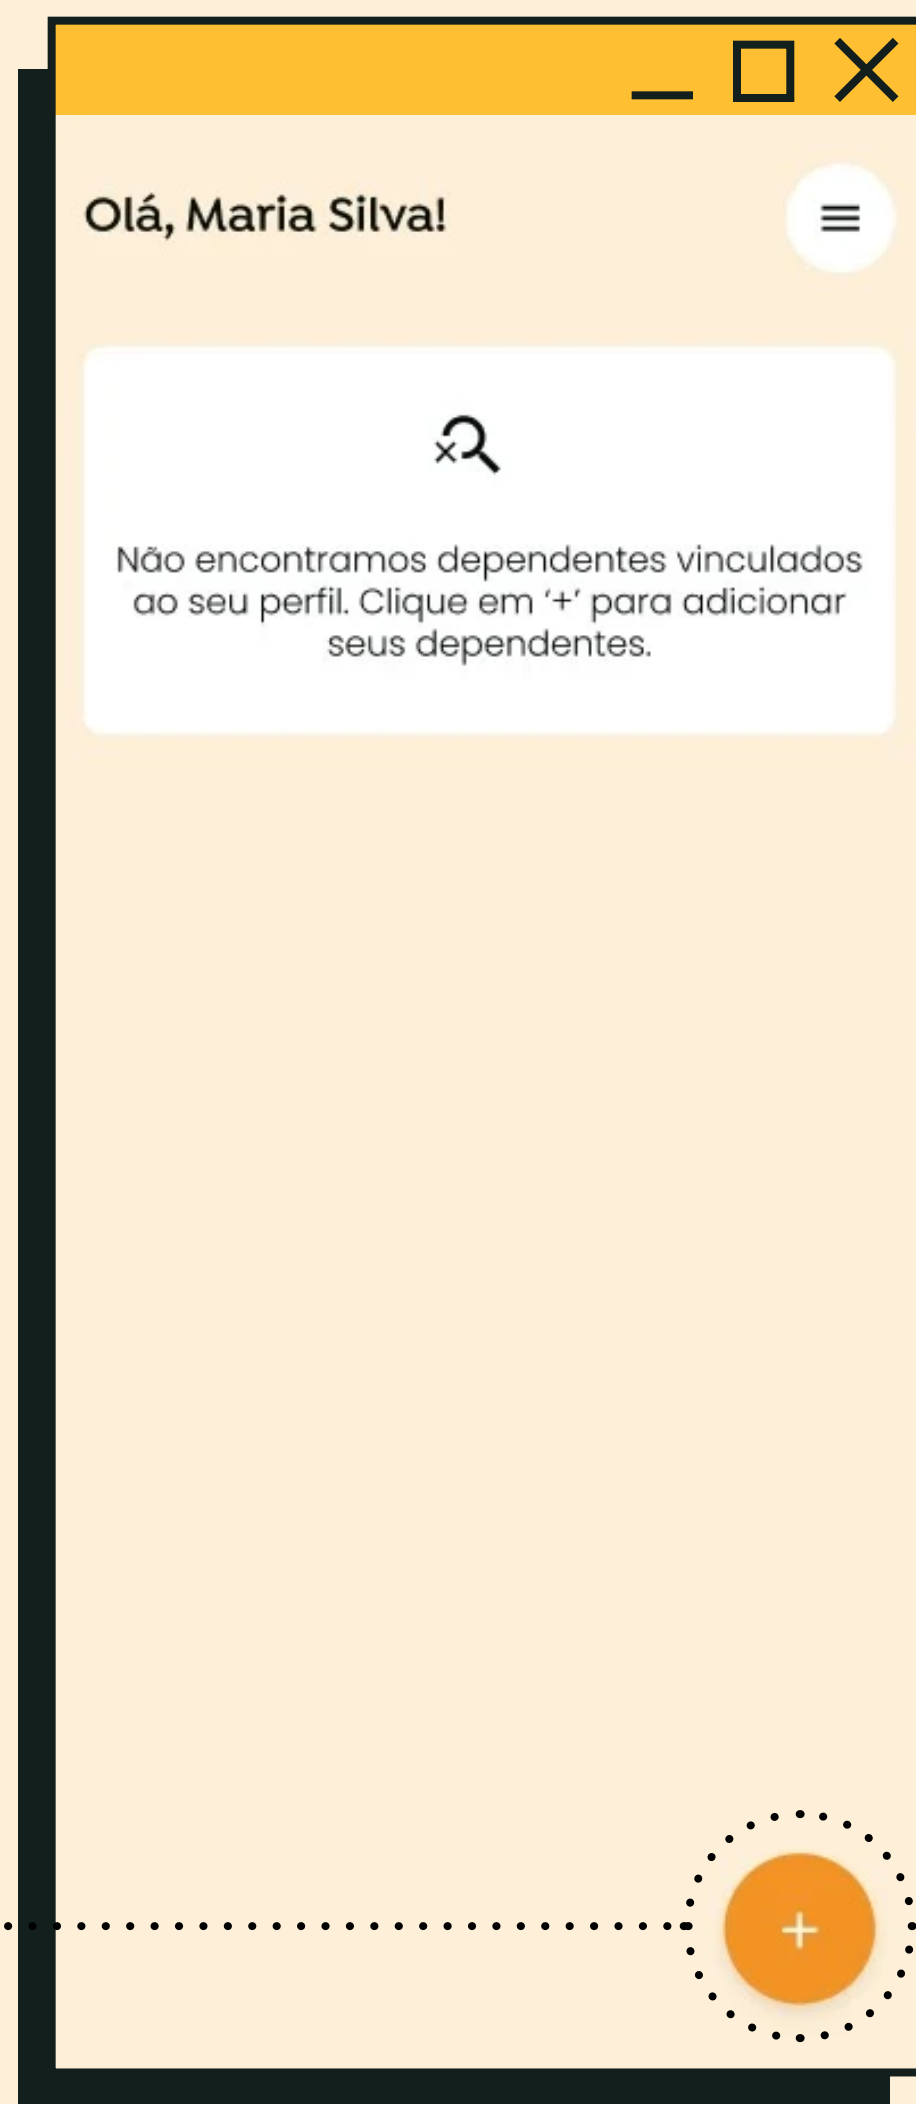 Olá, Maria Silva!
Não encontramos dependentes vinculados
ao seu perfil. Clique em ‘+’ para adicionar
seus dependentes.
+